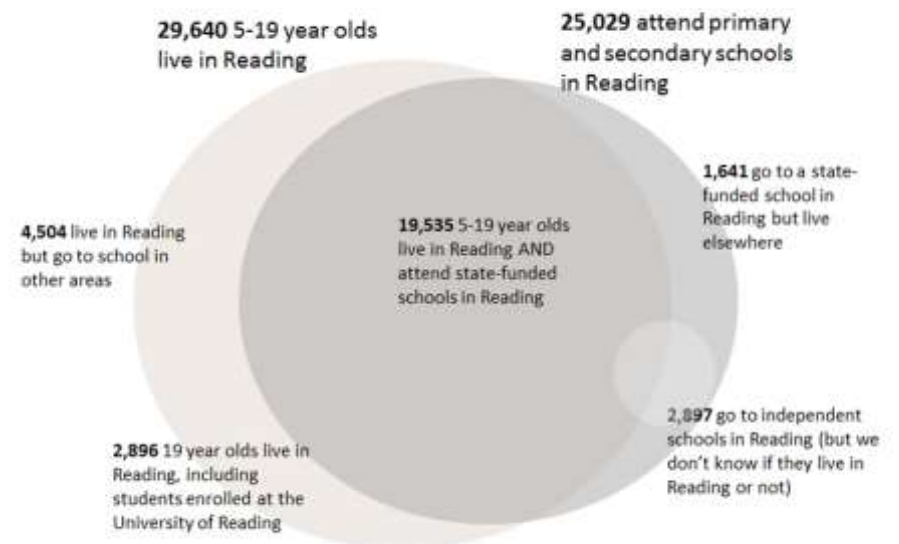 29,640 5-19 year olds
live in Reading
25,029 attend primary
and secondary schools
in Reading
1,641 go to a state-
funded school in
Reading but live
elsewhere
4,504 live in Reading
but go to school in
other areas
19,535 5-19 year olds
live in Reading AND
attend state-funded
schools in Reading
2,897 go to independent
schools in Reading (but we
don't know if they live in
Reading or not)
2,896 19 year olds live in
Reading, including
students enrolled at the
University of Reading